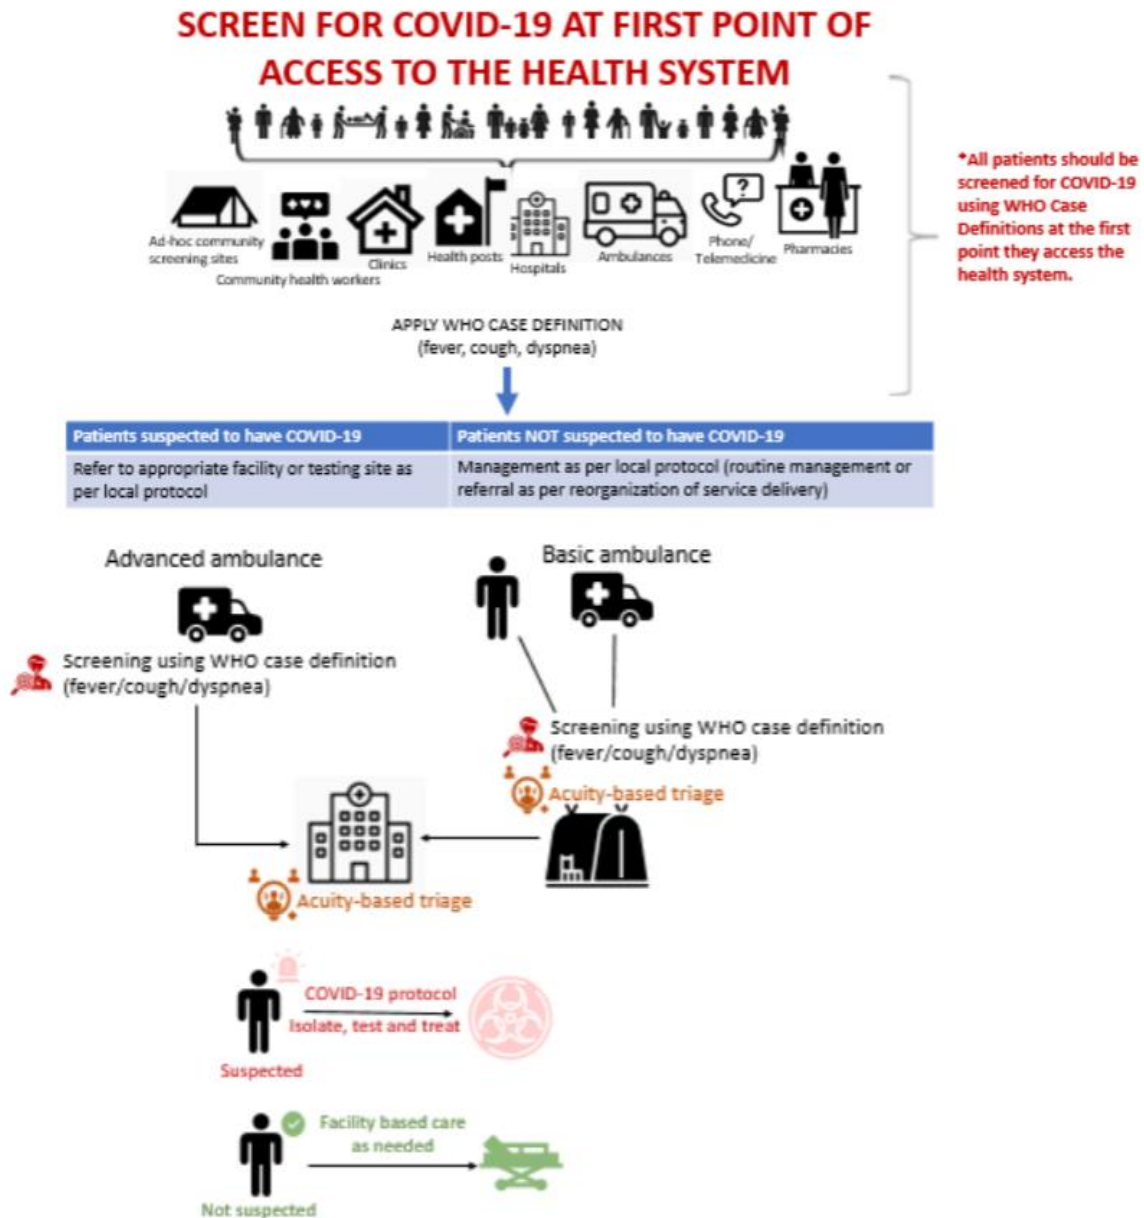 SCREEN FOR COVID-19 AT FIRST POINT OF
ACCESS TO THE HEALTH SYSTEM
*All patients should be
screened for COVID-19
using WHO Case
Definitions at the first
point they access the
health system.
Ad-hoc community
screening sites
Community health workers
Clinics
Health posts
Hospitals
Ambulances
?
Phone/
Telemedicine
Pharmacies
APPLY WHO CASE DEFINITION
(fever, cough, dyspnea)
Patients suspected to have COVID-19
Patients NOT suspected to have COVID-19
Refer to appropriate facility or testing site as
per local protocol
Management as per local protocol (routine management or
referral as per reorganization of service delivery)
Advanced ambulance
Screening using WHO case definition
(fever/cough/dyspnea)
Basic ambulance
Screening using WHO case definition
(fever/cough/dyspnea)
Acuity-based triage
Acuity-based triage
COVID-19 protocol
Isolate, test and treat
Suspected
Facility based care
as needed
Not suspected